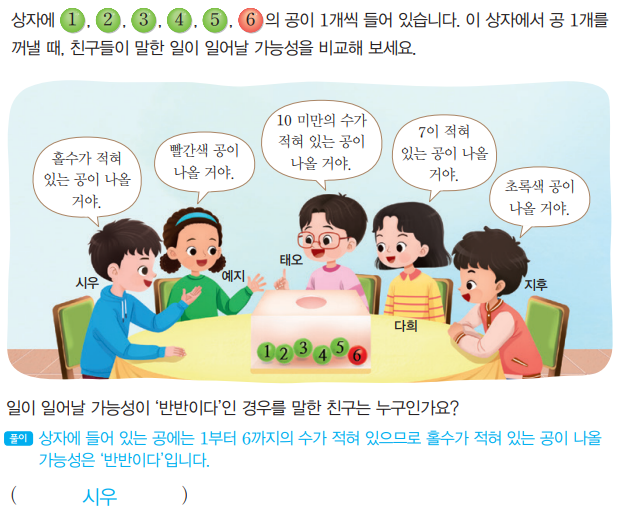 상자에 1, 2, 3, 4, 5, 6의 공이 1개씩 들어 있습니다. 이 상자에서 공 1개를
꺼낼 때, 친구들이 말한 일이 일어날 가능성을 비교해 보세요.
홀수가 적혀
있는 공이 나올
거야.
빨간색 공이
나올 거야.
10 미만의 수가
적혀 있는 공이
나올 거야.
7이 적혀
있는 공이 나올
거야.
초록색 공이
나올 거야.
시우
예지
태오
다희
지후
1 2 3 4 5 6
일이 일어날 가능성이 ‘반반이다’인 경우를 말한 친구는 누구인가요?
풀이 상자에 들어 있는 공에는 1부터 6까지의 수가 적혀 있으므로 홀수가 적혀 있는 공이 나올
가능성은 ‘반반이다’입니다.
( 시우 )